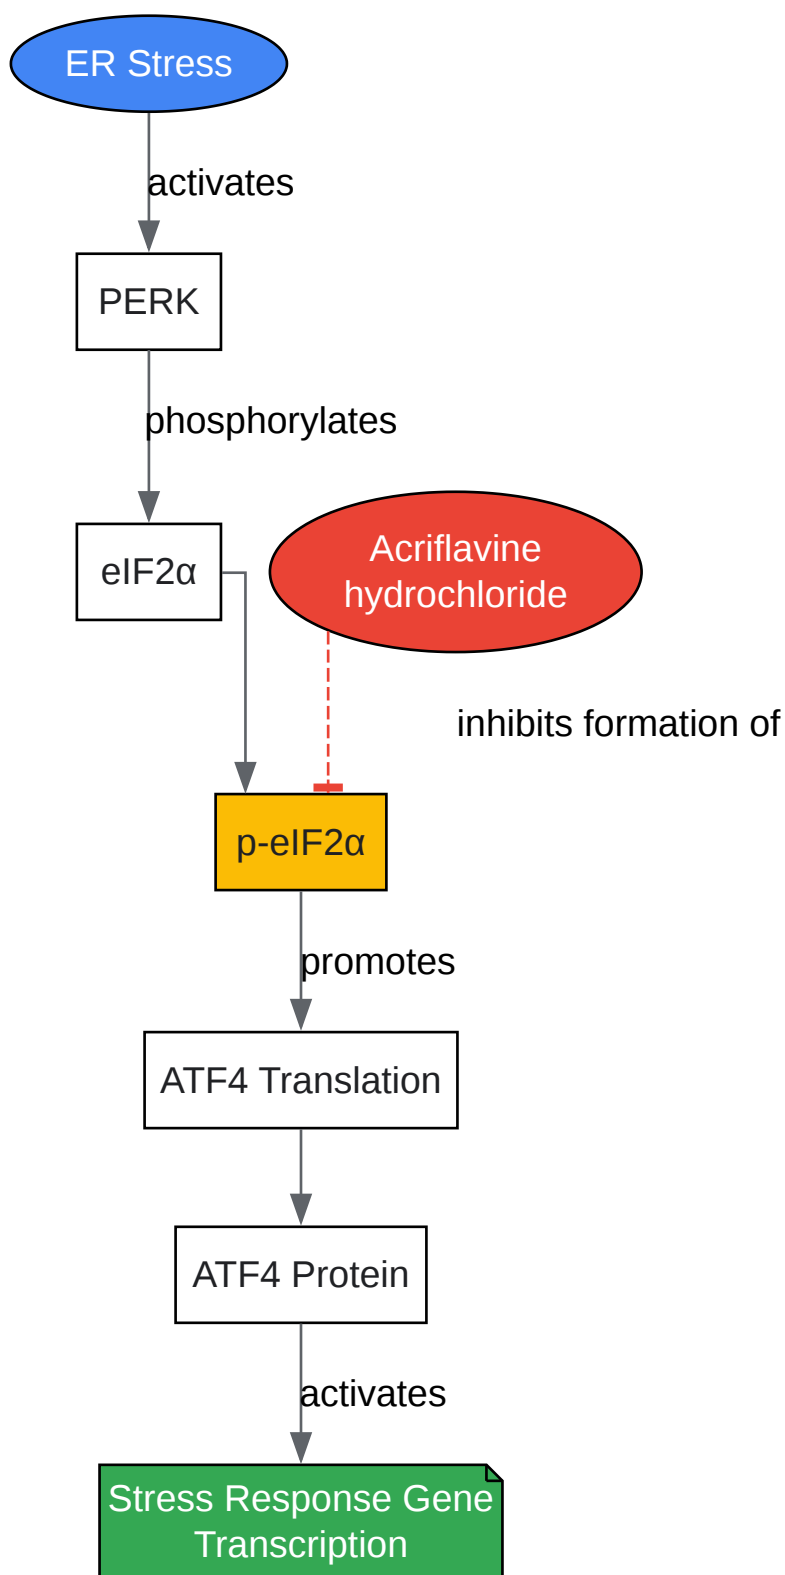 ER Stress
activates
PERK
phosphorylates
eIF2α
Acriflavine
hydrochloride
inhibits formation of
p-eIF2α
promotes
ATF4 Translation
ATF4 Protein
activates
Stress Response Gene
Transcription